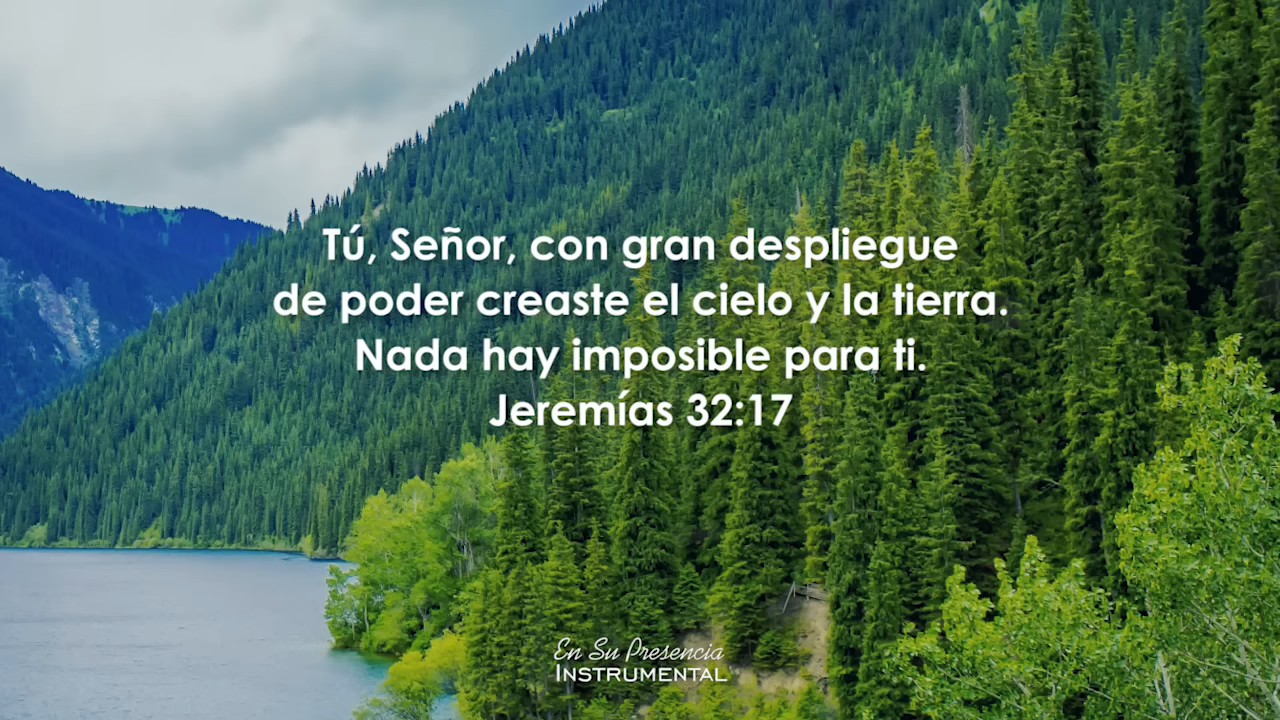 Tú, Señor, con gran despliegue
de poder creaste el cielo y la tierra.
Nada hay imposible para ti.
Jeremías 32:17
En Su Presencia
INSTRUMENTAL